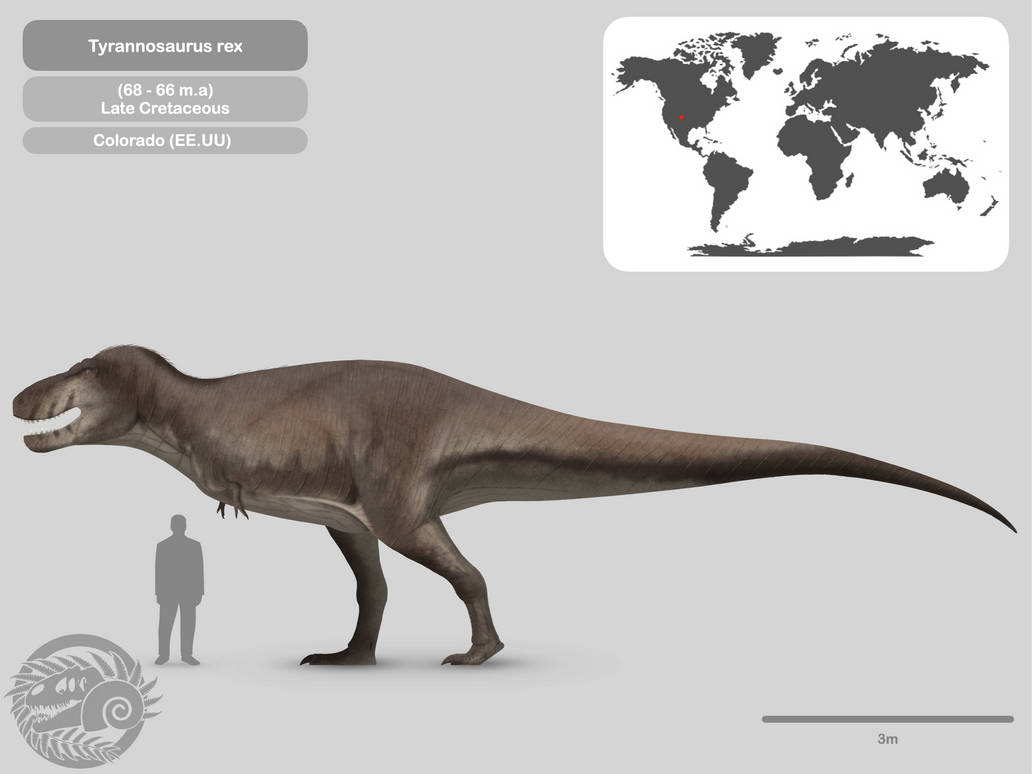 Tyrannosaurus rex
(68 - 66 m.a)
Late Cretaceous
Colorado (EE.UU)
3m